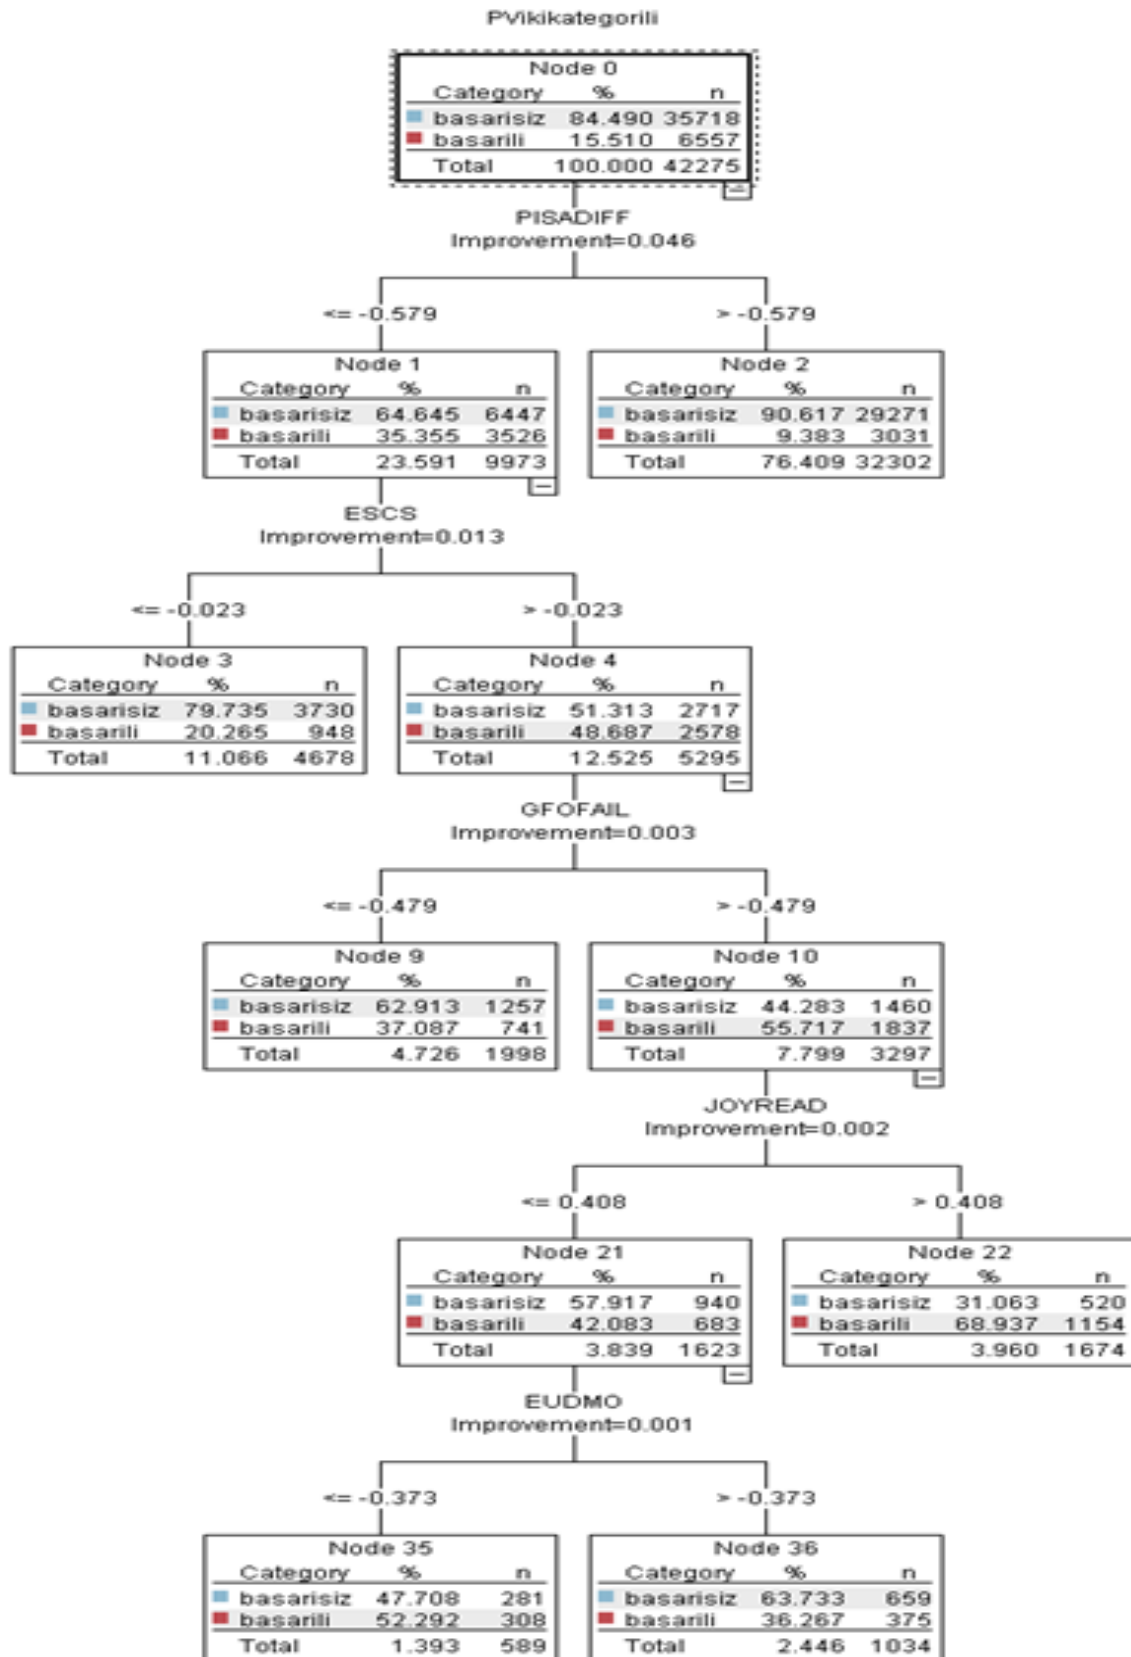 PVikikategorili
Node 0
Category % n
basarisiz 84.490 35718
basarili 15.510 6557
Total 100.000 42275
PISADIFF
Improvement=0.046
<= -0.579
> -0.579
Node 1
Category % n
basarisiz 64.645 6447
basarili 35.355 3526
Total 23.591 9973
Node 2
Category % n
basarisiz 90.617 29271
basarili 9.383 3031
Total 76.409 32302
ESCS
Improvement=0.013
<= -0.023
> -0.023
Node 3
Category % n
basarisiz 79.735 3730
basarili 20.265 948
Total 11.066 4678
Node 4
Category % n
basarisiz 51.313 2717
basarili 48.687 2578
Total 12.525 5295
GFOFAIL
Improvement=0.003
<= -0.479
> -0.479
Node 9
Category % n
basarisiz 62.913 1257
basarili 37.087 741
Total 4.726 1998
Node 10
Category % n
basarisiz 44.283 1460
basarili 55.717 1837
Total 7.799 3297
JOYREAD
Improvement=0.002
<= 0.408
> 0.408
Node 21
Category % n
basarisiz 57.917 940
basarili 42.083 683
Total 3.839 1623
Node 22
Category % n
basarisiz 31.063 520
basarili 68.937 1154
Total 3.960 1674
EUDMO
Improvement=0.001
<= -0.373
> -0.373
Node 35
Category % n
basarisiz 47.708 281
basarili 52.292 308
Total 1.393 589
Node 36
Category % n
basarisiz 63.733 659
basarili 36.267 375
Total 2.446 1034